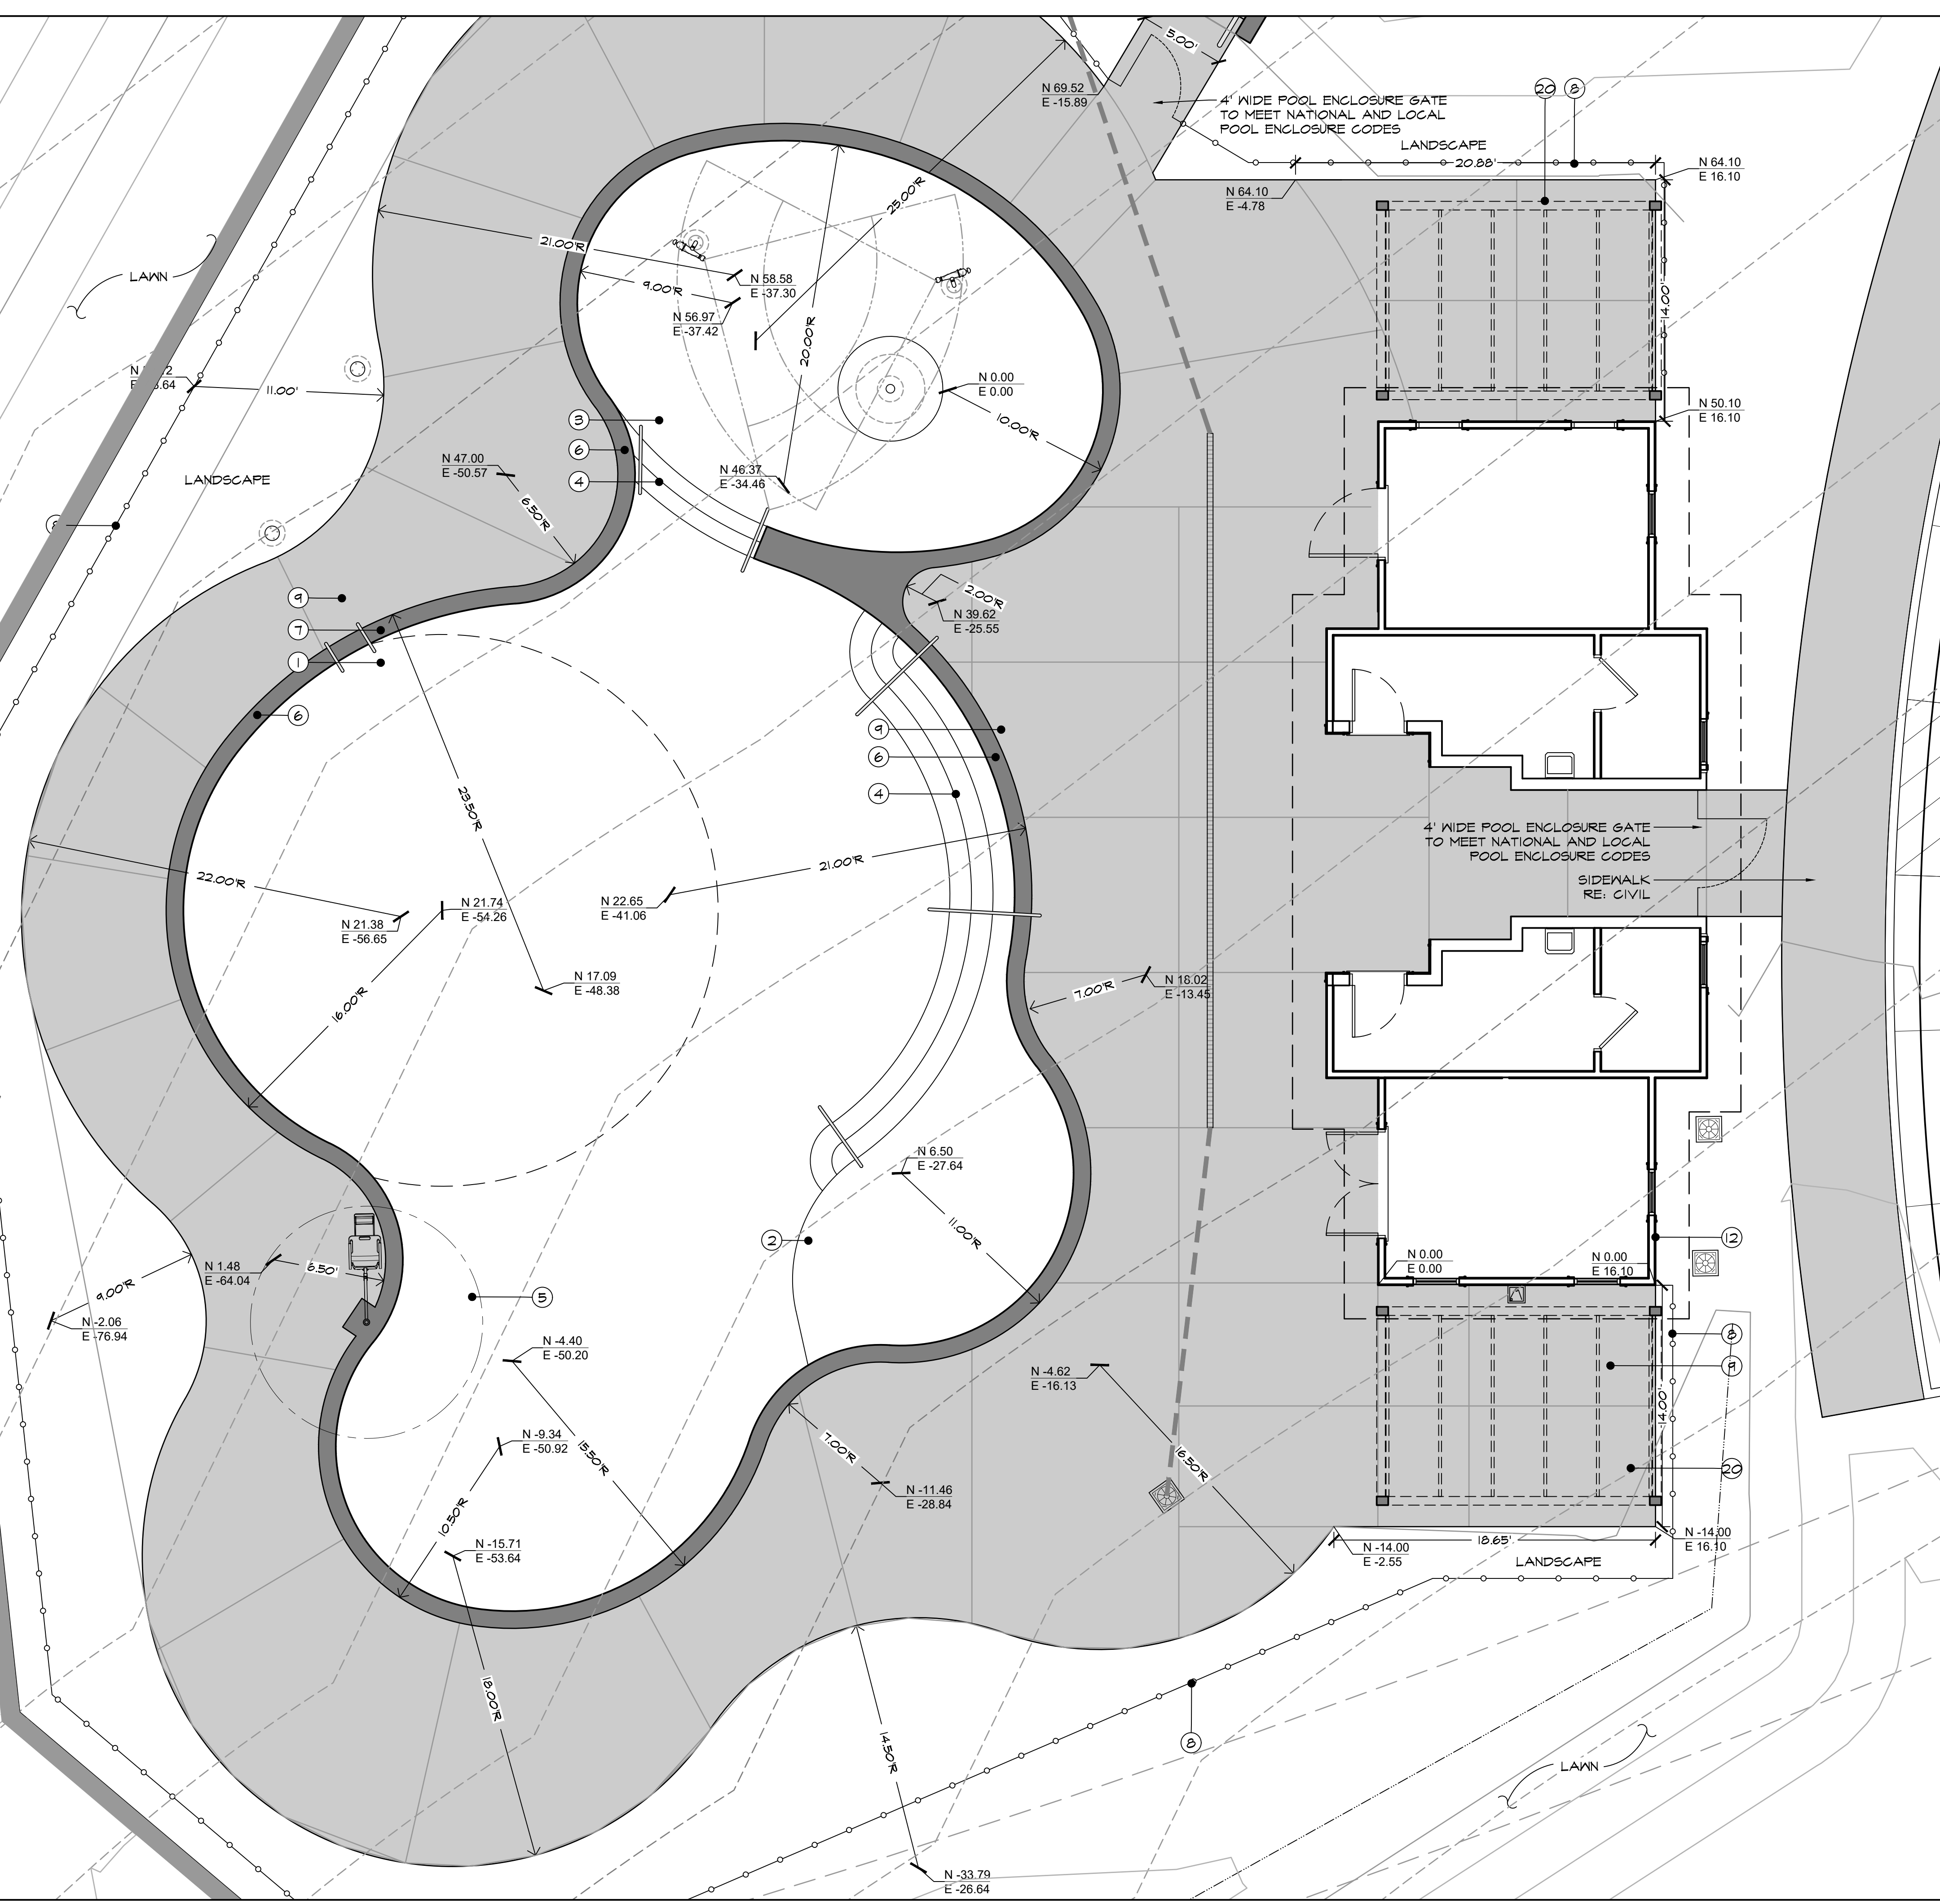 5.00'
N 69.52
E -15.89
4' WIDE POOL ENCLOSURE GATE
TO MEET NATIONAL AND LOCAL
POOL ENCLOSURE CODES
20
8
LANDSCAPE
20.88'
N 64.10
E 16.10
N 64.10
E -4.78
25.00'R
21.00'R
N 58.58
E -37.30
9.00'R
N 56.97
E -37.42
20.00'R
14.00'
LAWN
11.00'
N 0.00
E 0.00
10.00'R
N 50.10
E 16.10
3
6
4
N 47.00
E -50.57
6.50'R
N 46.37
E -34.46
LANDSCAPE
9
7
1
6
2.00'R
N 39.62
E -25.55
9
6
4
23.50'R
22.00'R
21.00'R
N 21.74
E -54.26
N 21.38
E -56.65
N 22.65
E -41.06
4' WIDE POOL ENCLOSURE GATE
TO MEET NATIONAL AND LOCAL
POOL ENCLOSURE CODES
SIDEWALK
RE: CIVIL
N 17.09
E -48.38
16.00'R
7.00'R
N 18.02
E -13.45
N 6.50
E -27.64
11.00'R
2
12
N 0.00
E 0.00
N 0.00
E 16.10
N 1.48
E -64.04
6.50'
9.00'R
N -2.06
E -76.94
5
N -4.40
E -50.20
8
9
N -4.62
E -16.13
14.00'
N -9.34
E -50.92
15.50'R
7.00'R
16.50'R
20
N -11.46
E -28.84
10.50'R
N -15.71
E -53.64
18.65'
N -14.00
E -2.55
N -14.00
E 16.10
LANDSCAPE
18.00'R
14.50'R
8
LAWN
N -33.79
E -26.64